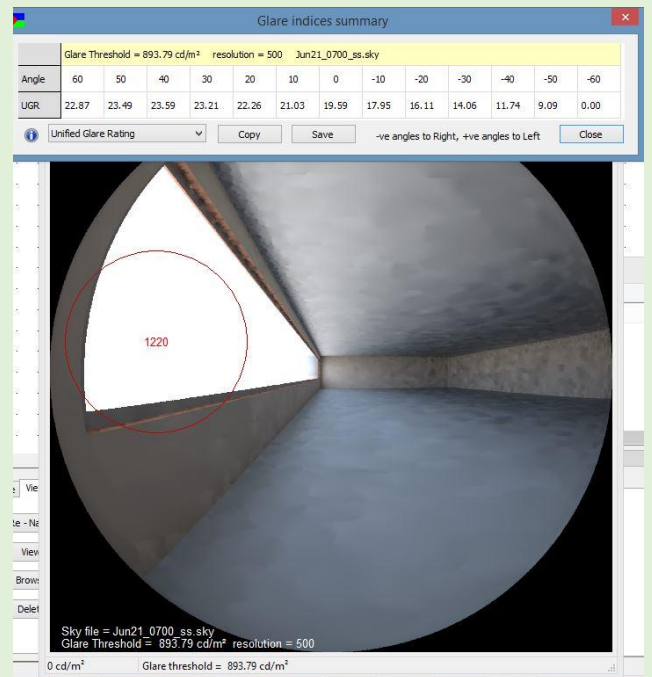 Glare indices summary
Glare Threshold = 893.79 cd/m² resolution = 500 Jun21_0700_ss.sky
Angle 60 50 40 30 20 10 0 -10 -20 -30 -40 -50 -60
UGR 22.87 23.49 23.59 23.21 22.26 21.03 19.59 17.95 16.11 14.06 11.74 9.09 0.00
Unified Glare Rating Copy Save -ve angles to Right, +ve angles to Left Close
1220
Vie
View
Brows
Delet
Sky file = Jun21_0700_ss.sky
Glare Threshold = 893.79 cd/m² resolution = 500
0 cd/m² Glare threshold = 893.79 cd/m²